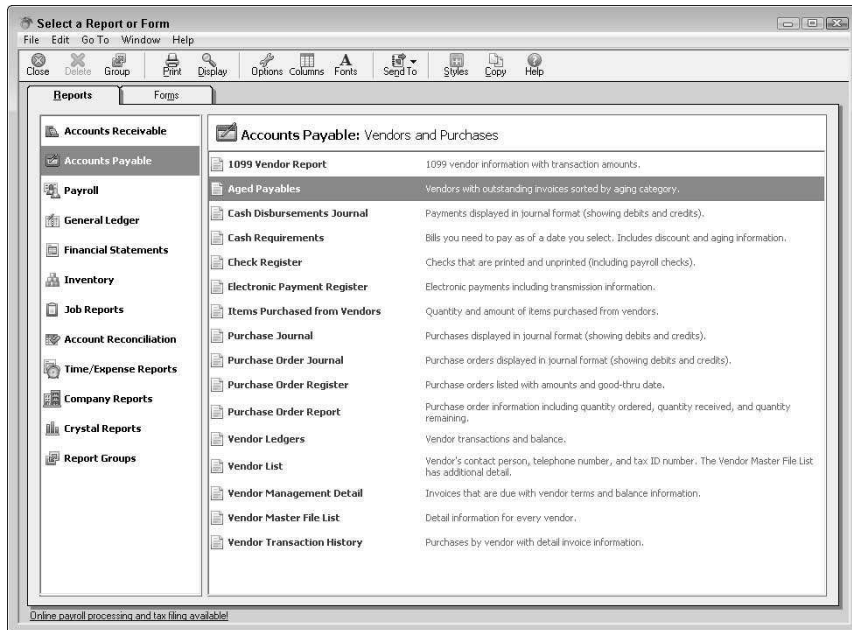 Select a Report or Form
File Edit Go To Window Help
Close Delete Group Print Display Options Columns Fonts Send To Styles Copy Help
Reports Forms
Accounts Receivable
Accounts Payable
Payroll
General Ledger
Financial Statements
Inventory
Job Reports
Account Reconciliation
Time/Expense Reports
Company Reports
Crystal Reports
Report Groups
Accounts Payable: Vendors and Purchases
1099 Vendor Report 1099 vendor information with transaction amounts.
Aged Payables Vendors with outstanding invoices sorted by aging category.
Cash Disbursements Journal Payments displayed in journal format (showing debits and credits).
Cash Requirements Bills you need to pay as of a date you select. Includes discount and aging information.
Check Register Checks that are printed and unprinted (including payroll checks).
Electronic Payment Register Electronic payments including transmission information.
Items Purchased from Vendors Quantity and amount of items purchased from vendors.
Purchase Journal Purchases displayed in journal format (showing debits and credits).
Purchase Order Journal Purchase orders displayed in journal format (showing debits and credits).
Purchase Order Register Purchase orders listed with amounts and good-thru date.
Purchase Order Report Purchase order information including quantity ordered, quantity received, and quantity
remaining.
Vendor Ledgers Vendor transactions and balance.
Vendor List Vendor's contact person, telephone number, and tax ID number. The Vendor Master File List
has additional detail.
Vendor Management Detail Invoices that are due with vendor terms and balance information.
Vendor Master File List Detail information for every vendor.
Vendor Transaction History Purchases by vendor with detail invoice information.
Online payroll processing and tax filing available!